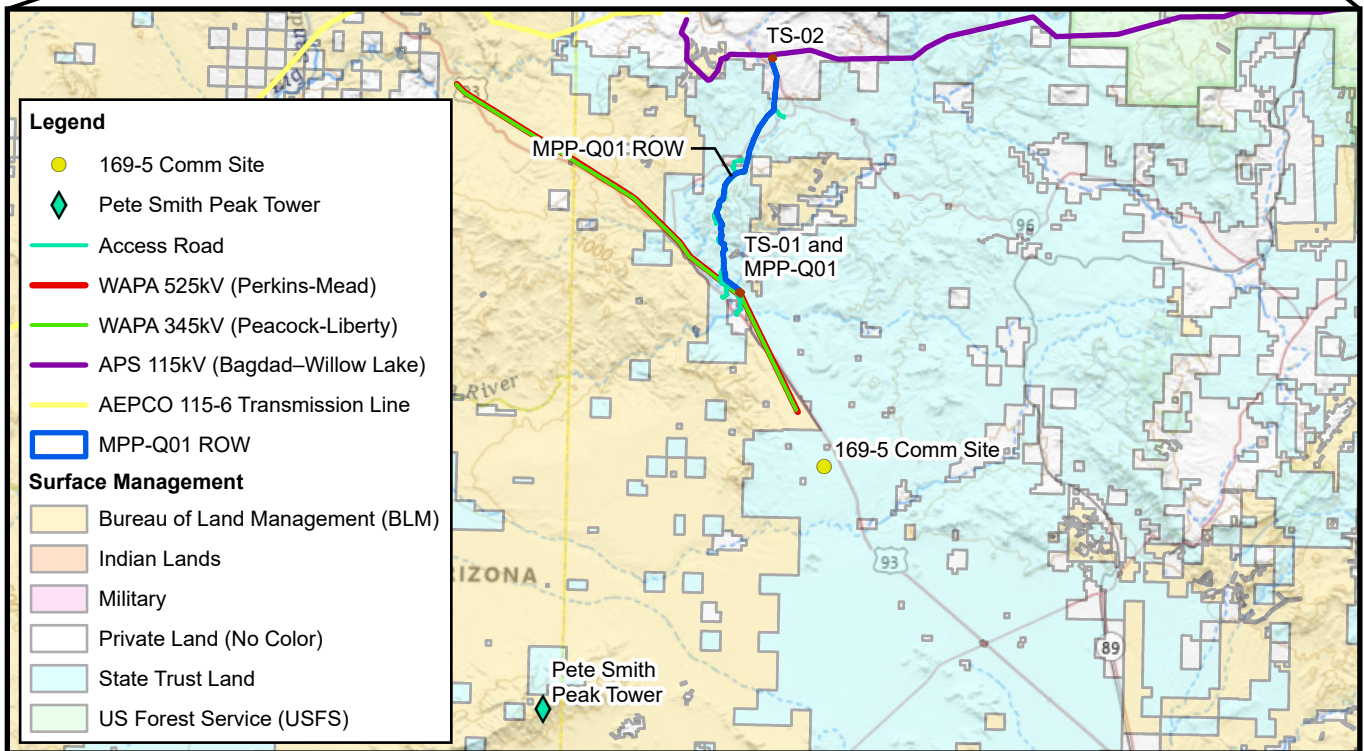 TS-02
93
MPP-Q01 ROW
96
TS-01 and
MPP-Q01
1000
River
169-5 Comm Site
93
RIZONA
89
Pete Smith
Peak Tower
Legend
169-5 Comm Site
Pete Smith Peak Tower
Access Road
WAPA 525kV (Perkins-Mead)
WAPA 345kV (Peacock-Liberty)
APS 115kV (Bagdad–Willow Lake)
AEPCO 115-6 Transmission Line
MPP-Q01 ROW
Surface Management
Bureau of Land Management (BLM)
Indian Lands
Military
Private Land (No Color)
State Trust Land
US Forest Service (USFS)